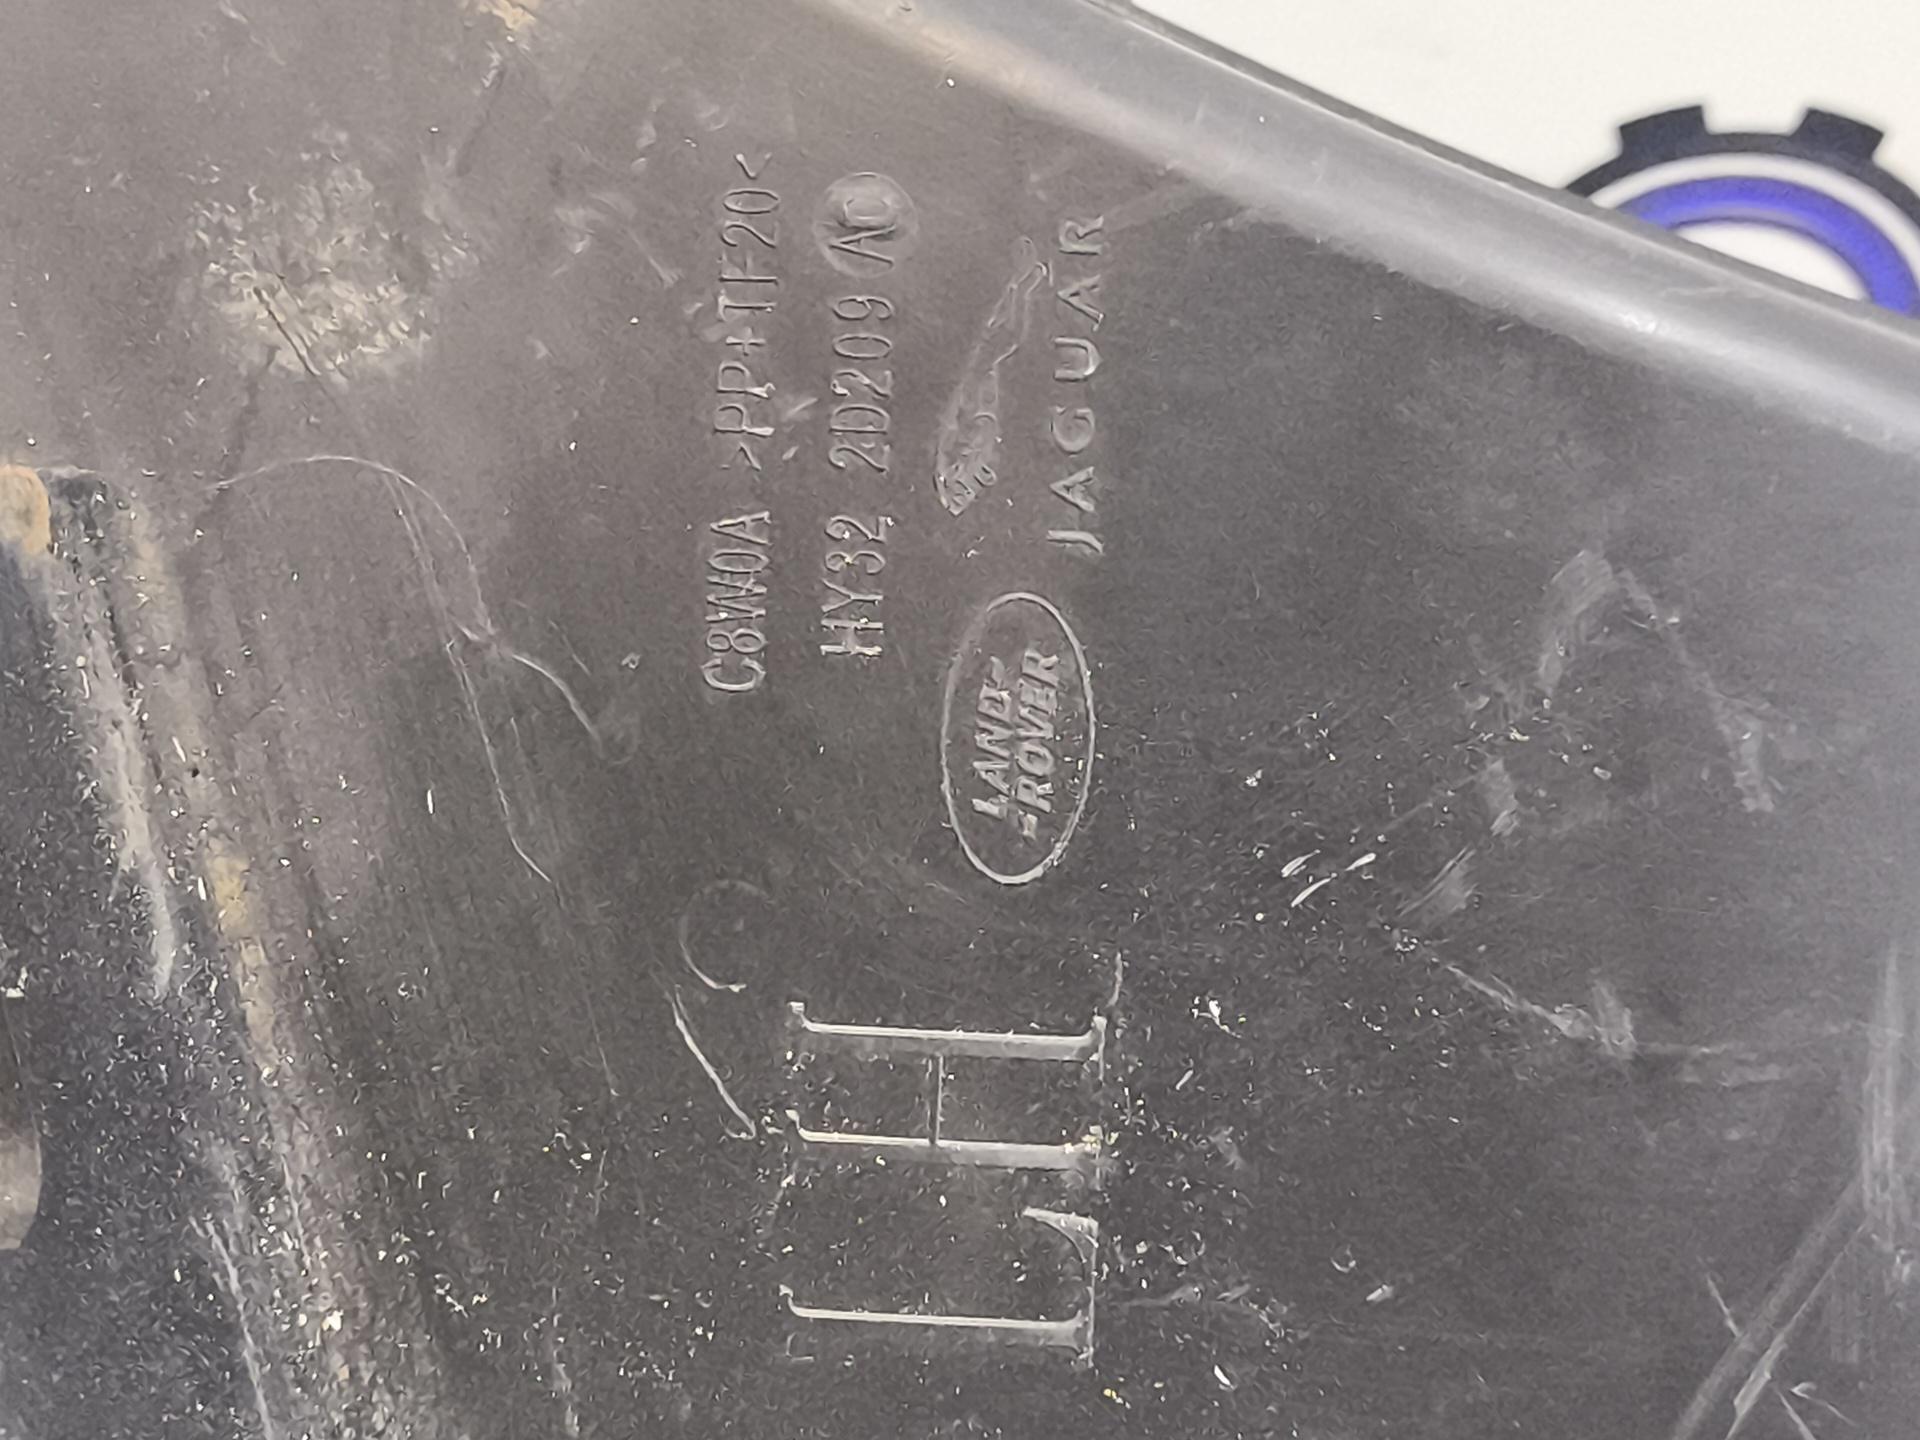 C8W0A >PP+TF20<
HY32 2D209 AC
JAGUAR
LAND
ROVER
LH